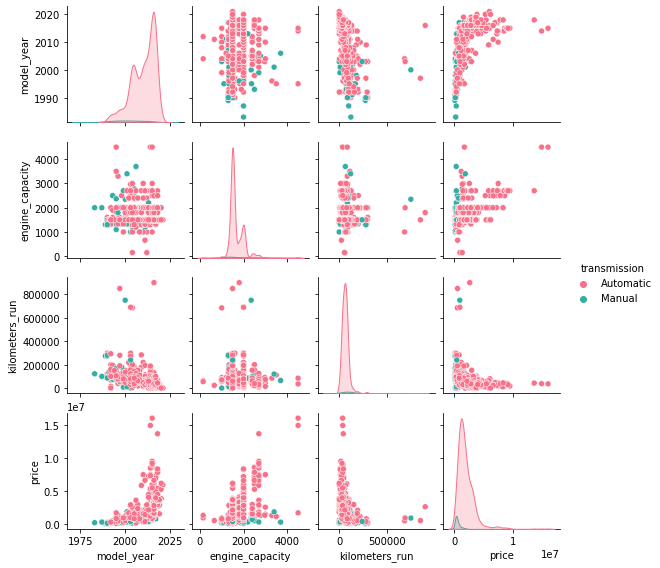 2020
2010
2000
1990
model_year
4000
3000
2000
1000
0
engine_capacity
transmission
Automatic
Manual
800000
600000
400000
200000
0
kilometers_run
1e7
1.5
1.0
0.5
0.0
price
1975 2000 2025
model_year
0 2000 4000
engine_capacity
0 500000
kilometers_run
0 1
price 1e7